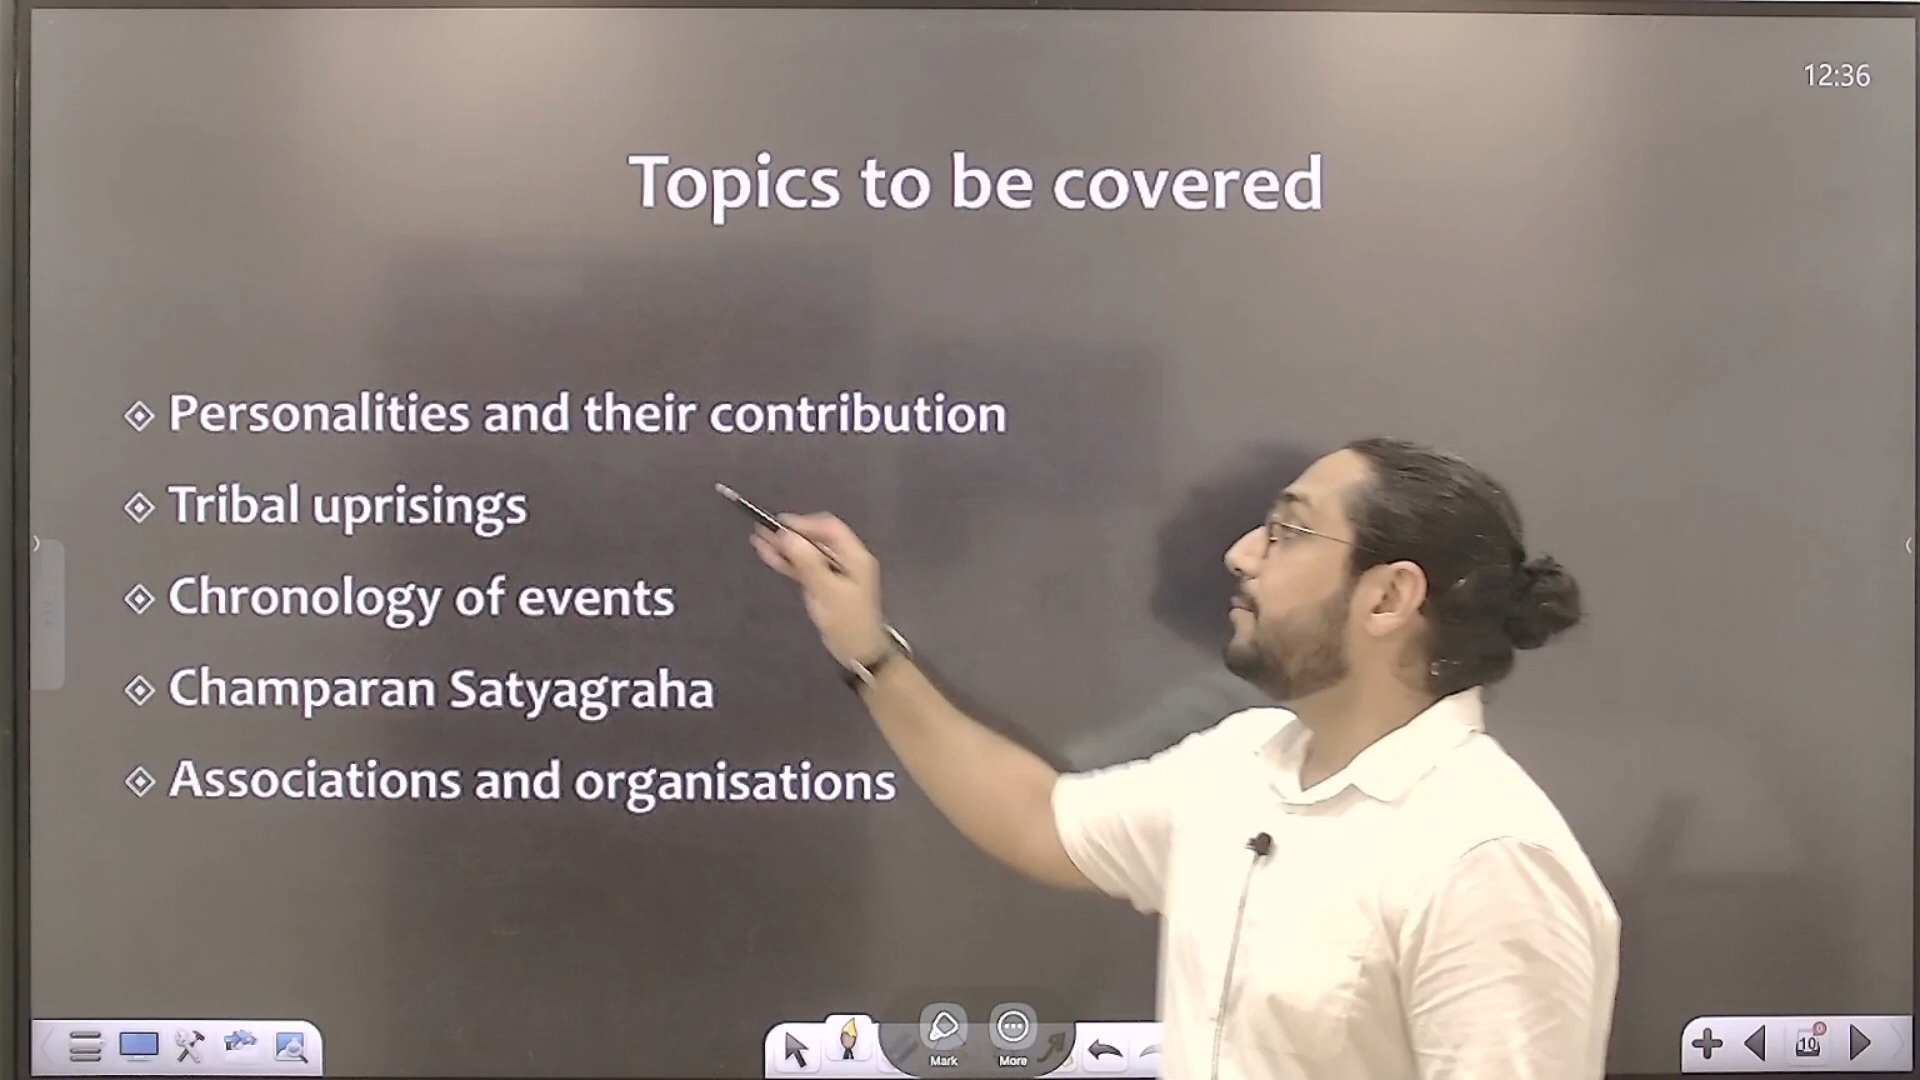 12:36
Topics to be covered
Personalities and their contribution
Tribal uprisings
Chronology of events
Champaran Satyagraha
Associations and organisations
Mark
More
10